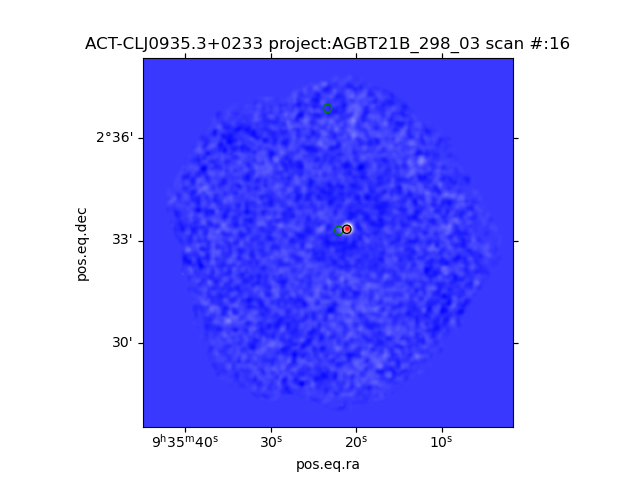 ACT-CLJ0935.3+0233 project:AGBT21B_298_03 scan #:16
2°36'
33'
30'
pos.eq.dec
9ʰ35ᵐ40ˢ 30ˢ 20ˢ 10ˢ
pos.eq.ra